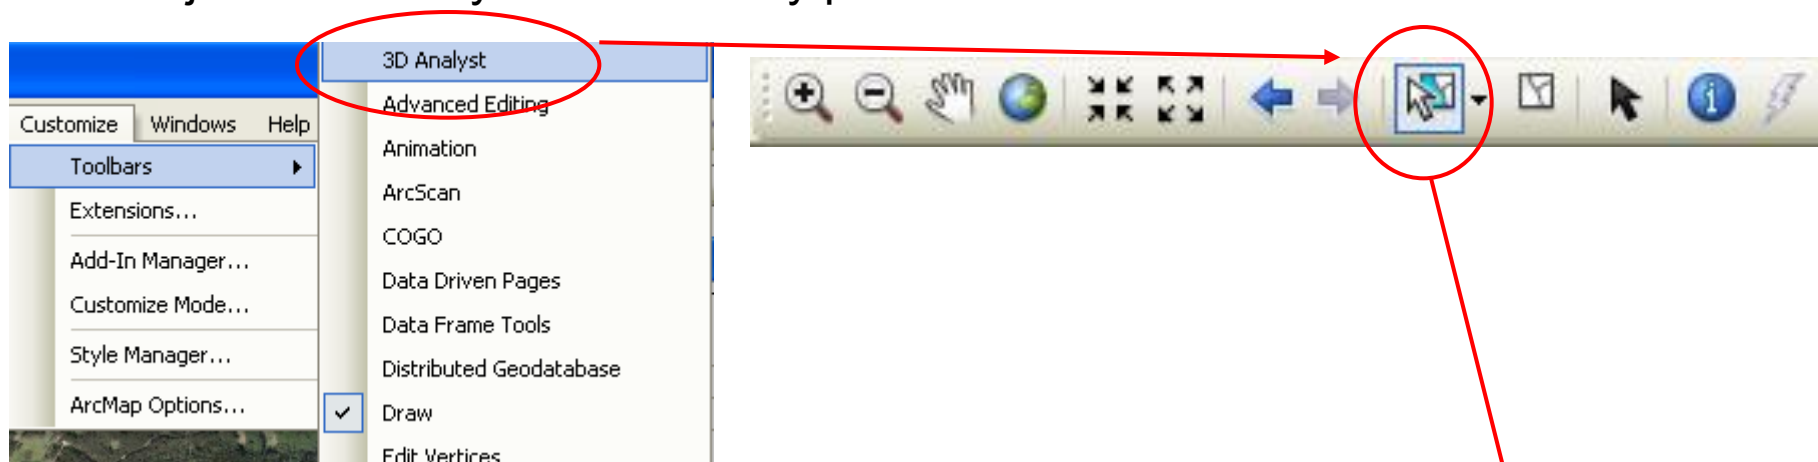 Customize Windows Help
Toolbars
Extensions...
Add-In Manager...
Customize Mode...
Style Manager...
ArcMap Options...
3D Analyst
Advanced Editing
Animation
ArcScan
COGO
Data Driven Pages
Data Frame Tools
Distributed Geodatabase
Draw
Edit Vertices